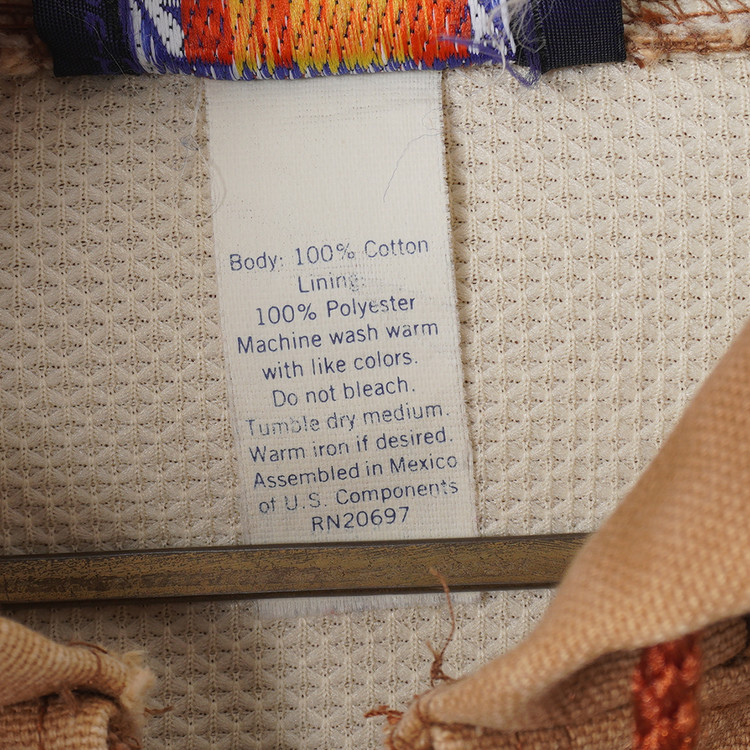 Body: 100% Cotton
Lining:
100% Polyester
Machine wash warm
with like colors.
Do not bleach.
Tumble dry medium.
Warm iron if desired.
Assembled in Mexico
of U.S. Components
RN20697